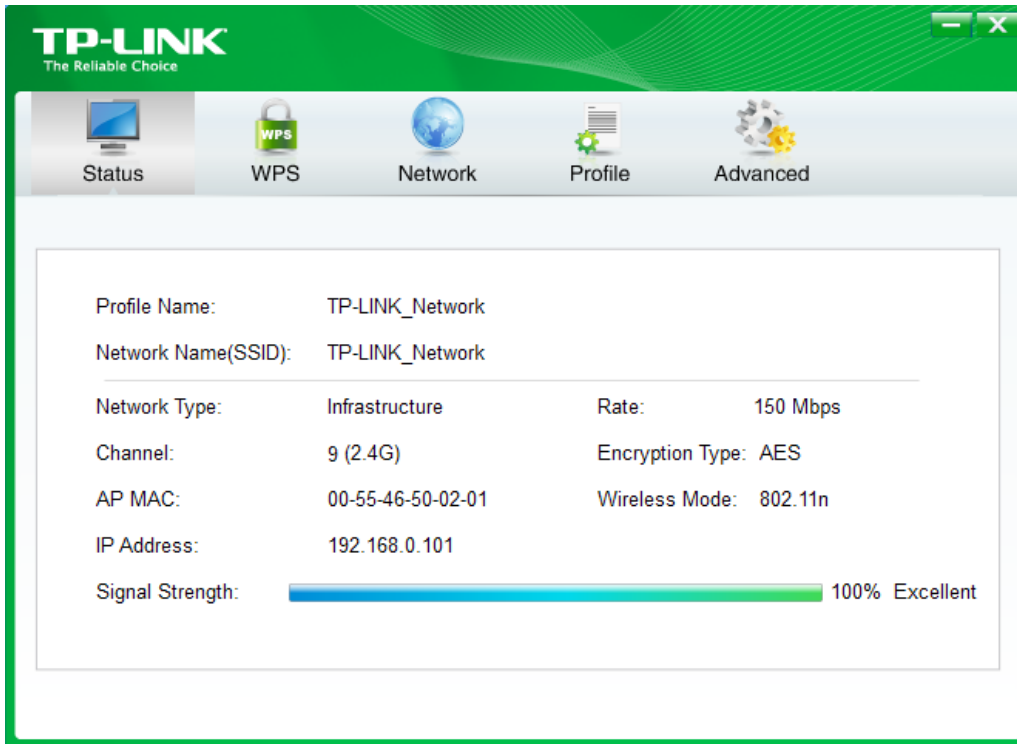 TP-LINK
The Reliable Choice
WPS
Status WPS Network Profile Advanced
Profile Name: TP-LINK_Network
Network Name(SSID): TP-LINK_Network
Network Type: Infrastructure Rate: 150 Mbps
Channel: 9 (2.4G) Encryption Type: AES
AP MAC: 00-55-46-50-02-01 Wireless Mode: 802.11n
IP Address: 192.168.0.101
Signal Strength: 100% Excellent